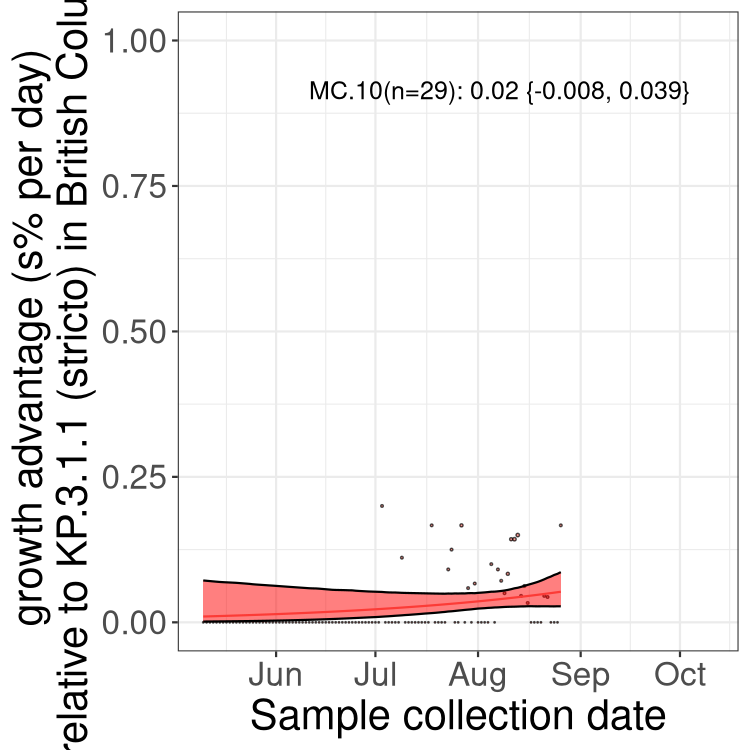 growth advantage (s% per day)
relative to KP.3.1.1 (stricto) in British Colu
1.00
0.75
0.50
0.25
0.00
MC.10(n=29): 0.02 {-0.008, 0.039}
Jun Jul Aug Sep Oct
Sample collection date